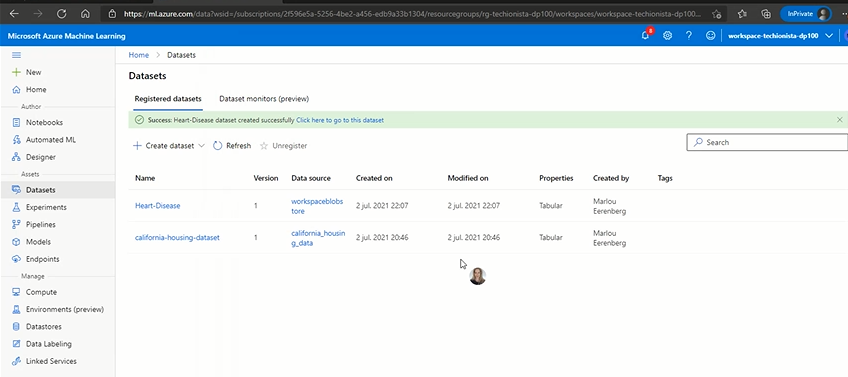 https://ml.azure.com/data?wsid=/subscriptions/2f596e5a-5256-4be2-a456-edb9a33b1304/resourcegroups/rg-techionista-dp100/workspaces/workspace-techionista-dp100...
InPrivate
Microsoft Azure Machine Learning
8
workspace-techionista-dp100
Home > Datasets
New
Home
Author
Notebooks
Automated ML
Designer
Assets
Datasets
Experiments
Pipelines
Models
Endpoints
Manage
Compute
Environments (preview)
Datastores
Data Labeling
Linked Services
Datasets
Registered datasets Dataset monitors (preview)
Success: Heart-Disease dataset created successfully Click here to go to this dataset
Create dataset Refresh Unregister Search
Name Version Data source Created on Modified on Properties Created by Tags
Heart-Disease 1 workspaceblobs 2 jul. 2021 22:07 2 jul. 2021 22:07 Tabular Marlou
tore Eerenberg
california-housing-dataset 1 california_housin 2 jul. 2021 20:46 2 jul. 2021 20:46 Tabular Marlou
g_data Eerenberg